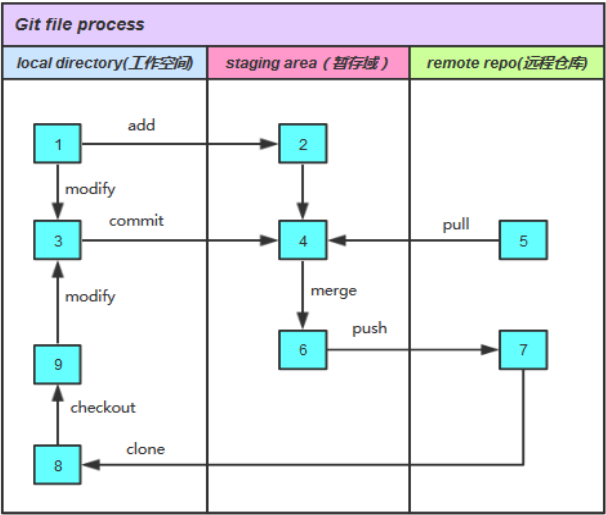 Git file process
local directory(工作空间)
staging area（暂存域）
remote repo(远程仓库)
1
add
2
modify
3
commit
4
pull
5
modify
merge
9
6
push
7
checkout
8
clone